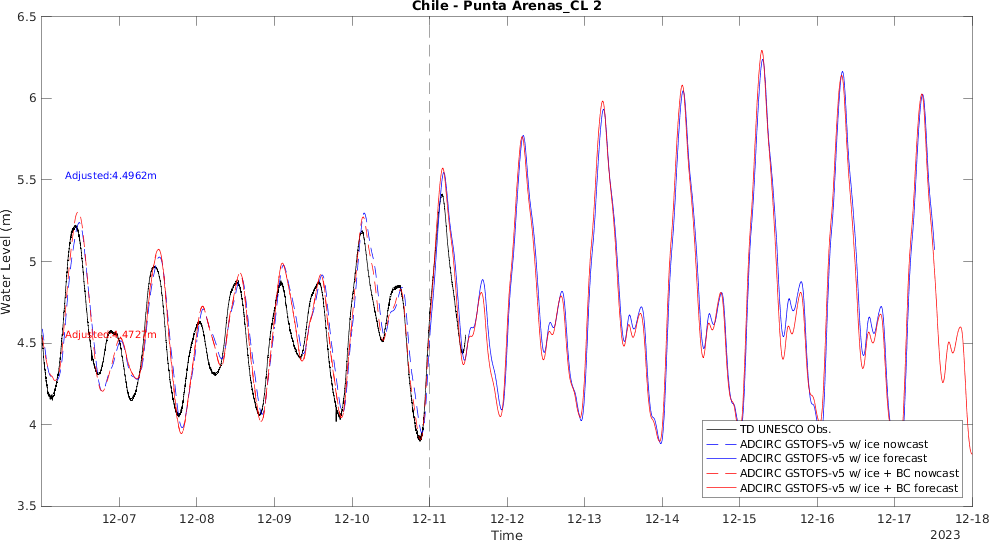 Chile - Punta Arenas_CL 2
6.5
6
5.5
5
4.5
4
3.5
Water Level (m)
Adjusted:4.4962m
Adjusted:4.4727m
TD UNESCO Obs.
ADCIRC GSTOFS-v5 w/ ice nowcast
ADCIRC GSTOFS-v5 w/ ice forecast
ADCIRC GSTOFS-v5 w/ ice + BC nowcast
ADCIRC GSTOFS-v5 w/ ice + BC forecast
12-07 12-08 12-09 12-10 12-11 12-12 12-13 12-14 12-15 12-16 12-17 12-18
Time
2023